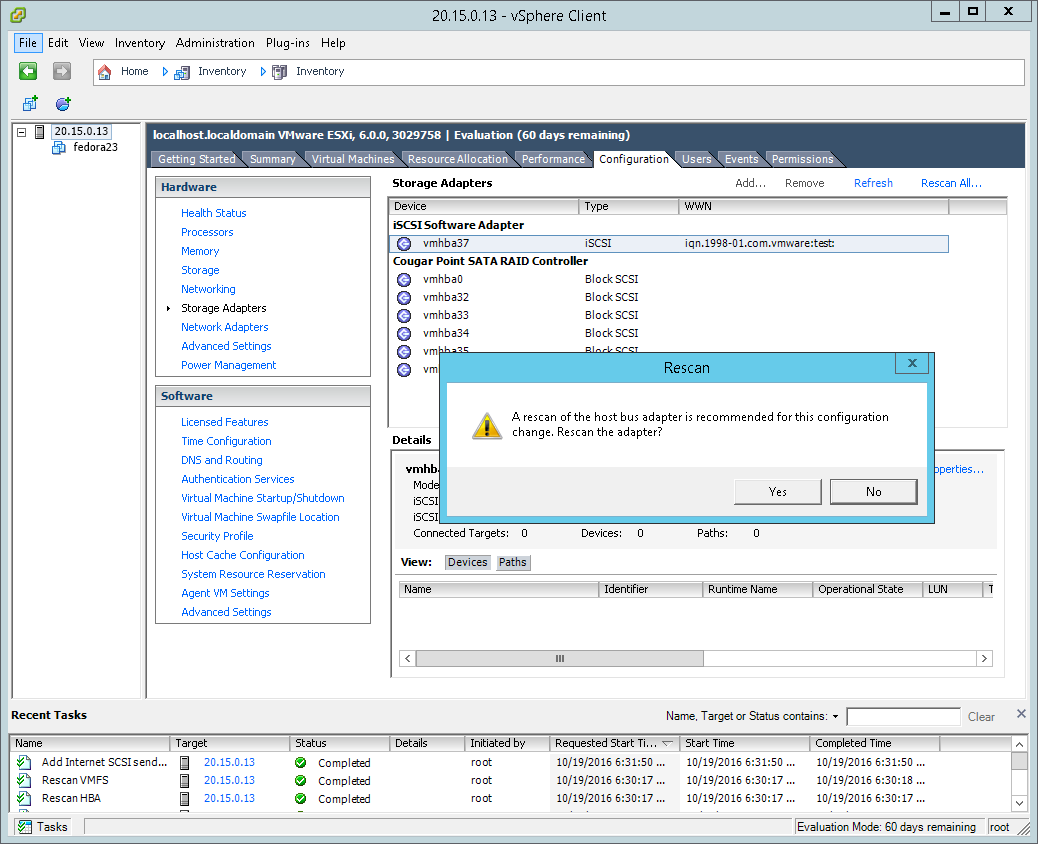 20.15.0.13 - vSphere Client
File Edit View Inventory Administration Plug-ins Help
Home Inventory Inventory
20.15.0.13
fedora23
localhost.localdomain VMware ESXi, 6.0.0, 3029758 | Evaluation (60 days remaining)
Getting Started Summary Virtual Machines Resource Allocation Performance Configuration Users Events Permissions
Hardware
Health Status
Processors
Memory
Storage
Networking
Storage Adapters
Network Adapters
Advanced Settings
Power Management
Software
Licensed Features
Time Configuration
DNS and Routing
Authentication Services
Virtual Machine Startup/Shutdown
Virtual Machine Swapfile Location
Security Profile
Host Cache Configuration
System Resource Reservation
Agent VM Settings
Advanced Settings
Storage Adapters Add... Remove Refresh Rescan All...
Device Type WWN
iSCSI Software Adapter
vmhba37 iSCSI iqn.1998-01.com.vmware:test:
Cougar Point SATA RAID Controller
vmhba0 Block SCSI
vmhba32 Block SCSI
vmhba33 Block SCSI
vmhba34 Block SCSI
vmhba35 Block SCSI
vm
Rescan
A rescan of the host bus adapter is recommended for this configuration
change. Rescan the adapter?
Yes No
Details
vmhb operties...
Mode
iSCSI
iSCSI
Connected Targets: 0 Devices: 0 Paths: 0
View: Devices Paths
Name Identifier Runtime Name Operational State LUN T
Recent Tasks
Name, Target or Status contains: Clear
Name Target Status Details Initiated by Requested Start Ti... Start Time Completed Time
Add Internet SCSI send... 20.15.0.13 Completed root 10/19/2016 6:31:50 ... 10/19/2016 6:31:50 ... 10/19/2016 6:31:50 ...
Rescan VMFS 20.15.0.13 Completed root 10/19/2016 6:30:17 ... 10/19/2016 6:30:17 ... 10/19/2016 6:30:18 ...
Rescan HBA 20.15.0.13 Completed root 10/19/2016 6:30:17 ... 10/19/2016 6:30:17 ... 10/19/2016 6:30:17 ...
Tasks Evaluation Mode: 60 days remaining root